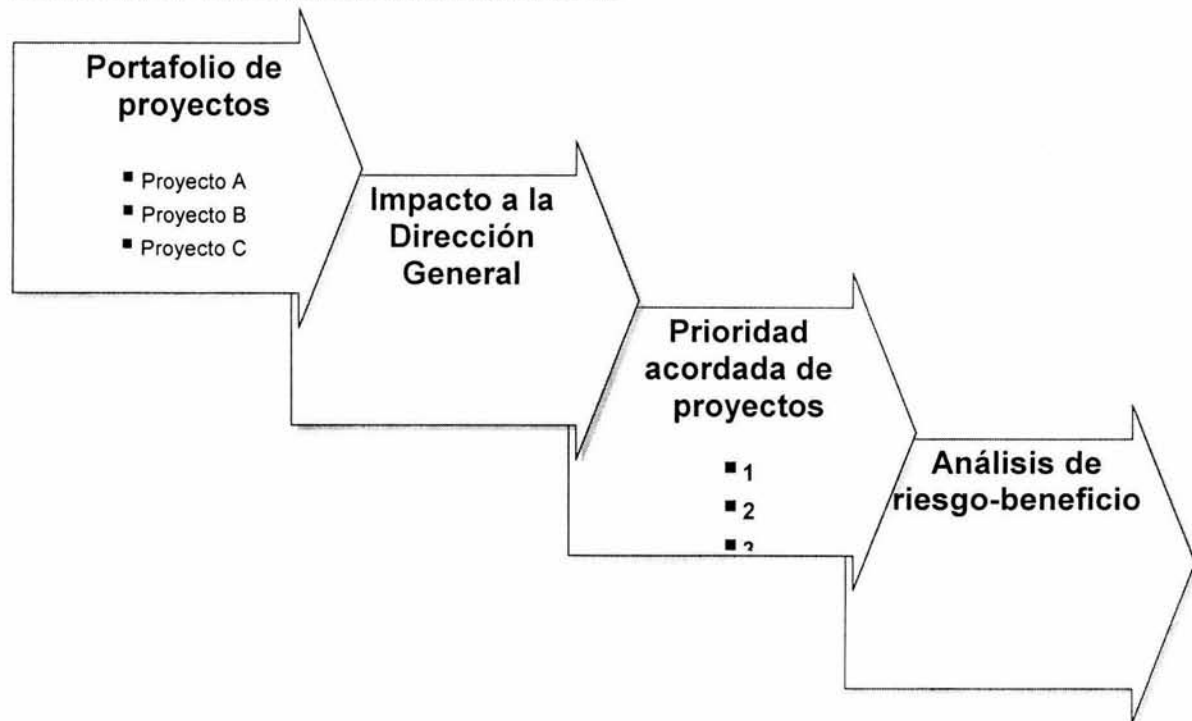 Portafolio de
proyectos
■ Proyecto A
■ Proyecto B
■ Proyecto C
Impacto a la
Dirección
General
Prioridad
acordada de
proyectos
■ 1
■ 2
■ 3
Análisis de
riesgo-beneficio